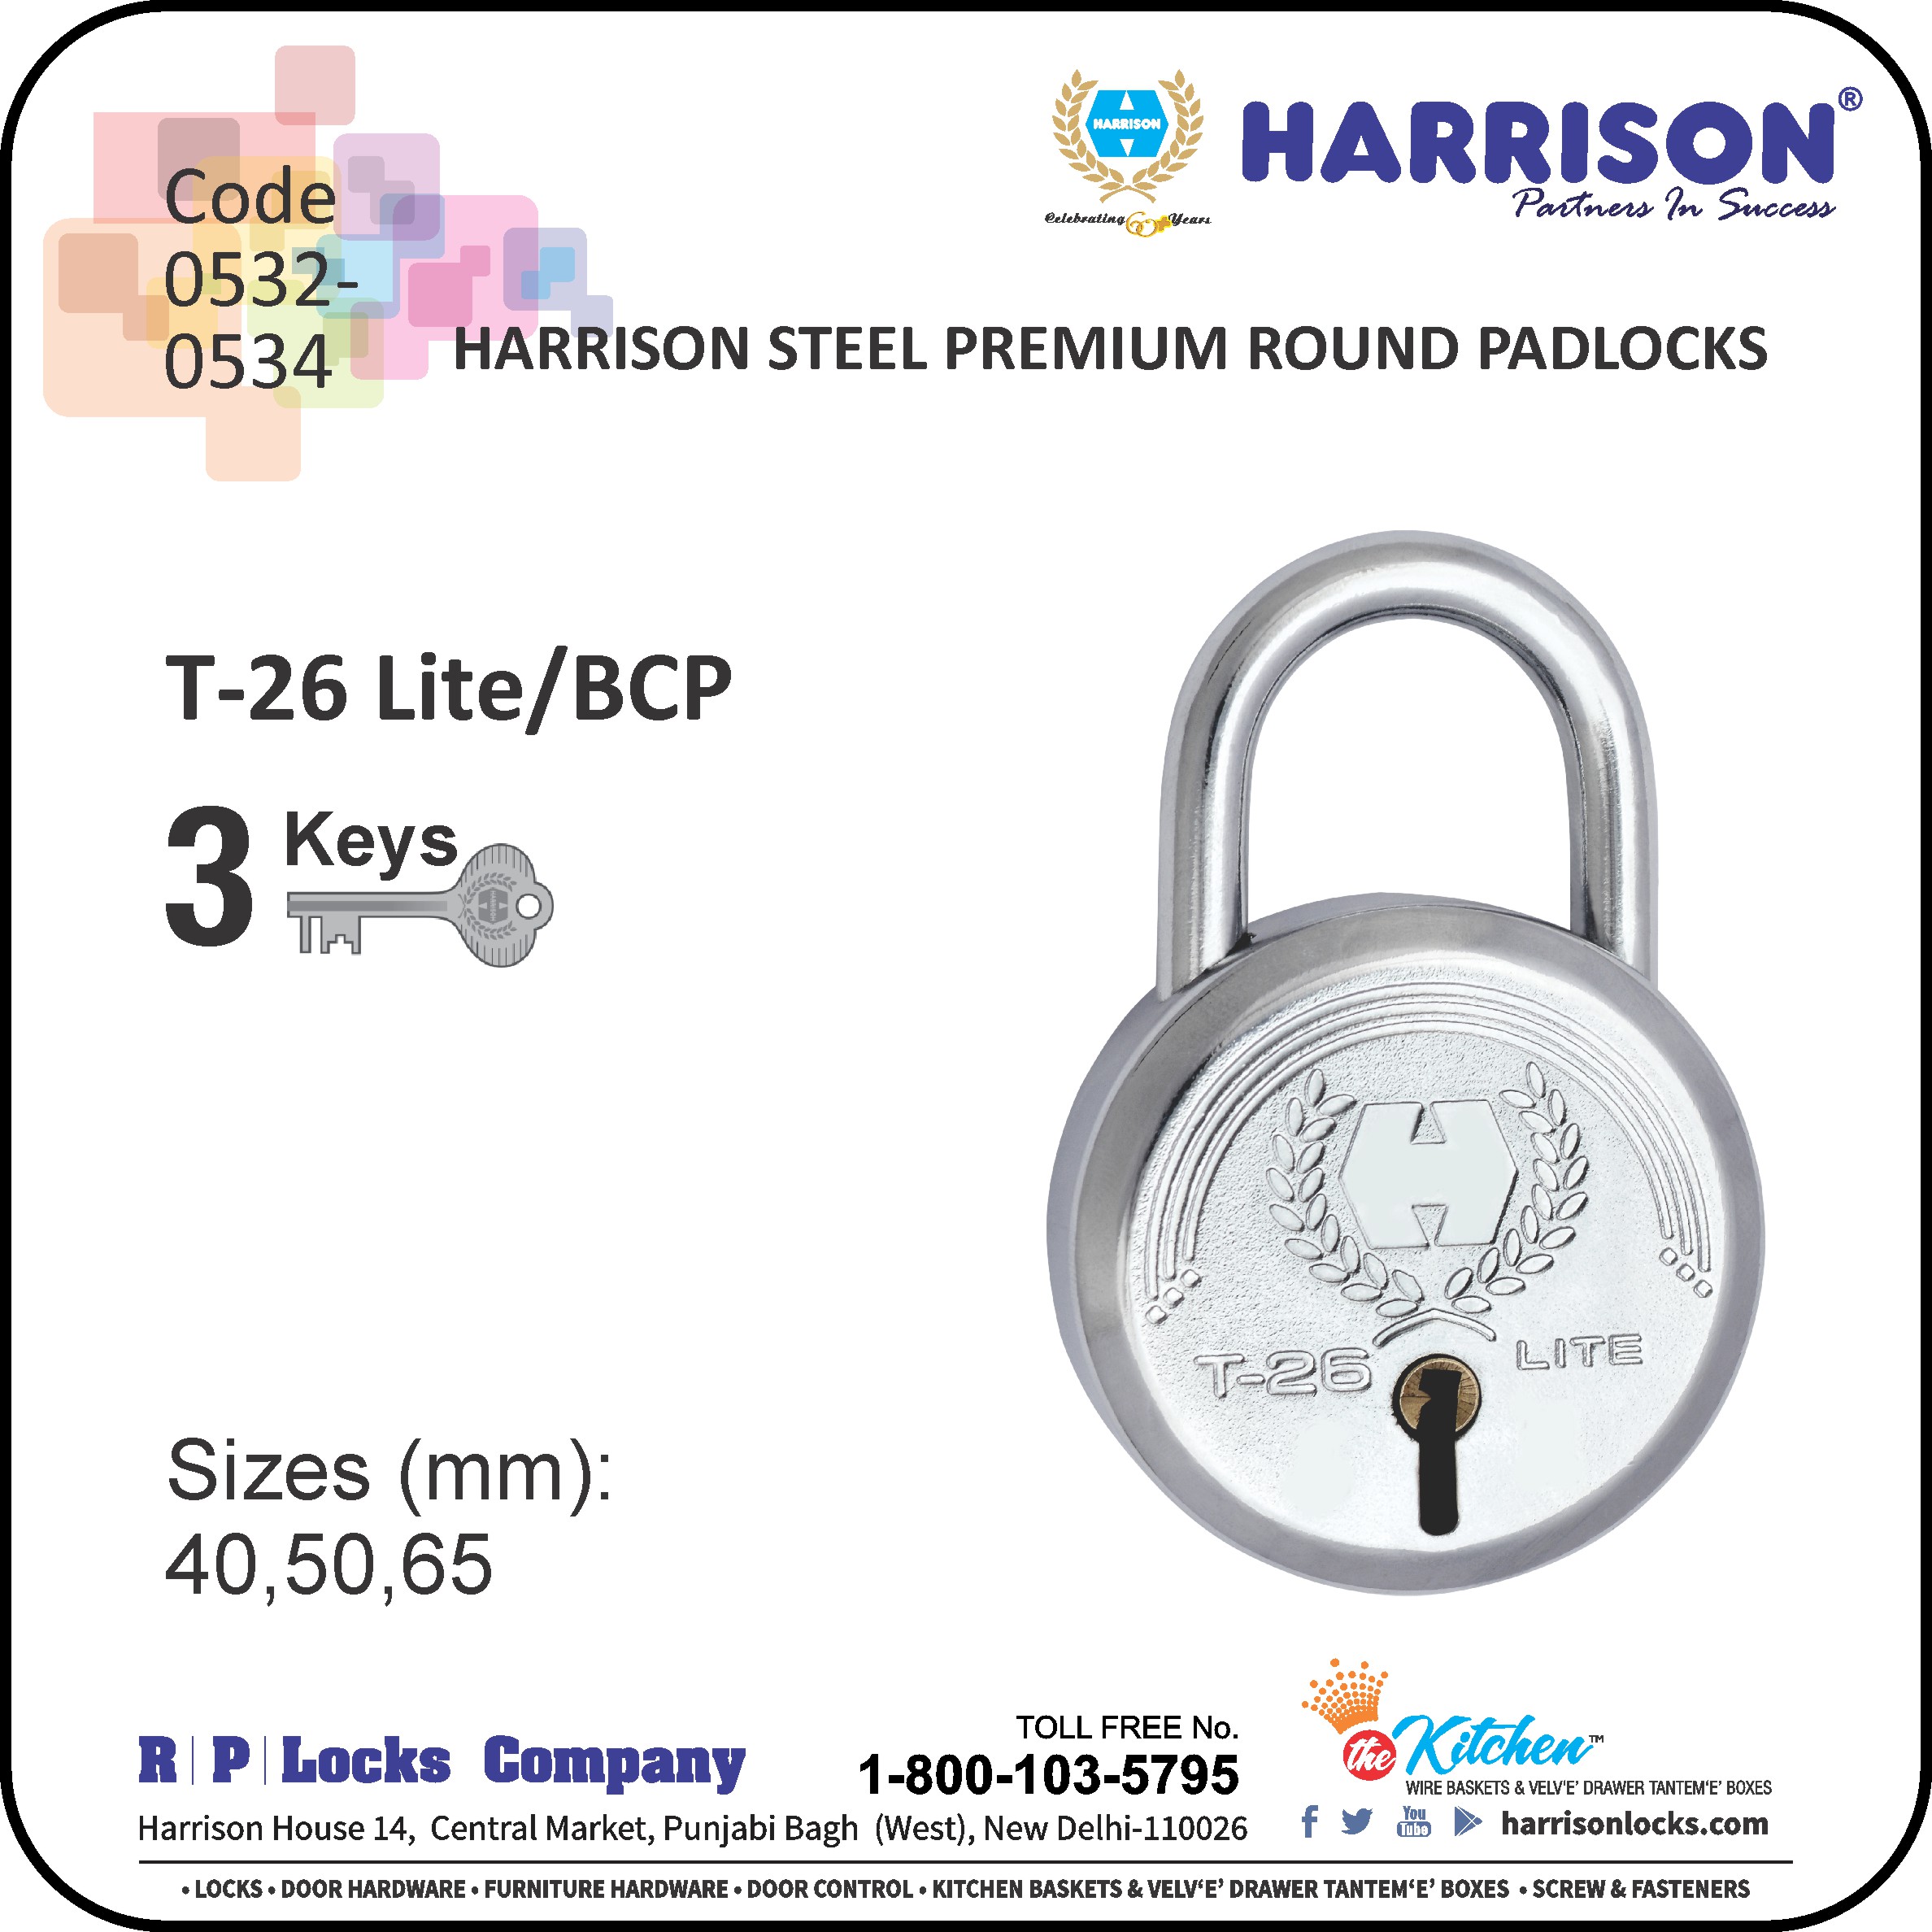 HARRISON
HARRISON®
Partners In Success
Celebrating 60+ Years
Code
0532-
0534
HARRISON STEEL PREMIUM ROUND PADLOCKS
T-26 Lite/BCP
3 Keys
HARRISON
H
T-26 LITE
Sizes (mm):
40,50,65
R|P|Locks Company
TOLL FREE No.
1-800-103-5795
Harrison House 14, Central Market, Punjabi Bagh (West), New Delhi-110026
the Kitchen™
WIRE BASKETS & VELV'E' DRAWER TANTEM'E' BOXES
f You Tube harrisonlocks.com
• LOCKS • DOOR HARDWARE • FURNITURE HARDWARE • DOOR CONTROL • KITCHEN BASKETS & VELV‘E’ DRAWER TANTEM‘E’ BOXES • SCREW & FASTENERS